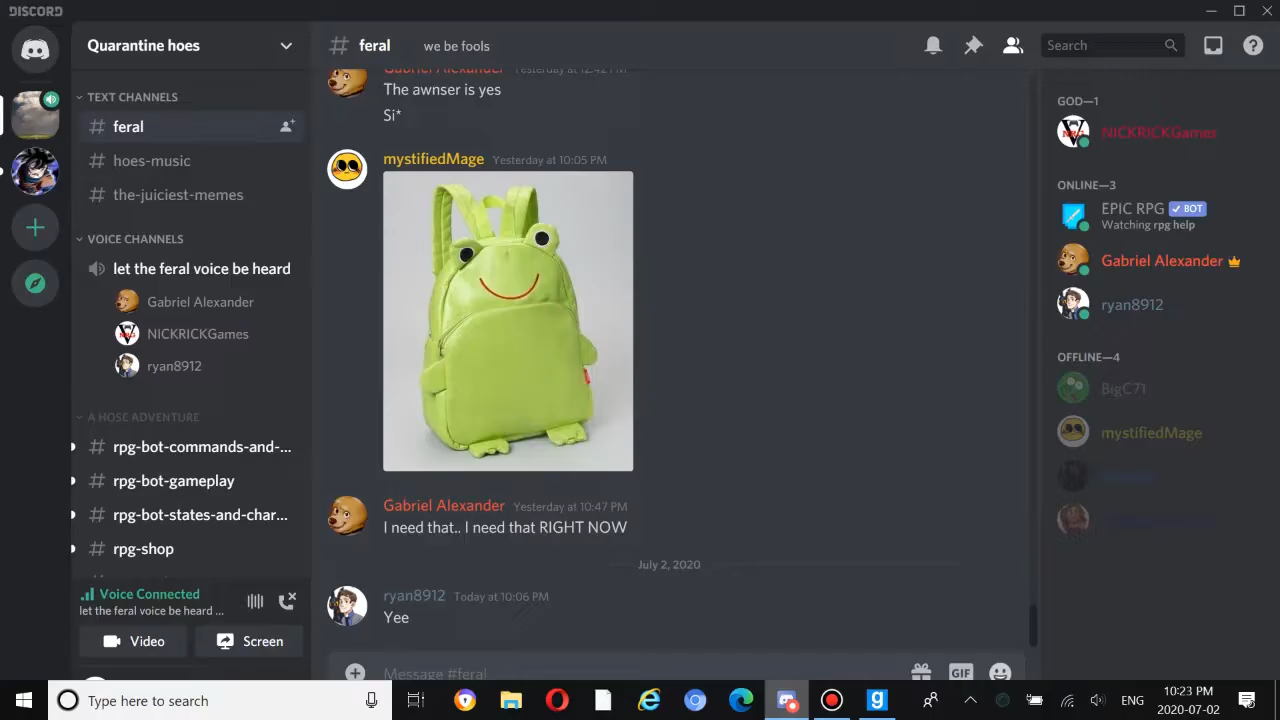 DISCORD
Quarantine hoes
TEXT CHANNELS
feral
hoes-music
the-juiciest-memes
VOICE CHANNELS
let the feral voice be heard
Gabriel Alexander
NICKRICKGames
ryan8912
A HOSE ADVENTURE
# rpg-bot-commands-and-...
# rpg-bot-gameplay
# rpg-bot-states-and-char...
# rpg-shop
Voice Connected
let the feral voice be heard ...
Video
Screen
# feral
we be fools
Search
Gabriel Alexander Yesterday at 12:42 PM
The awnser is yes
Si*
mystifiedMage Yesterday at 10:05 PM
Gabriel Alexander Yesterday at 10:47 PM
I need that.. I need that RIGHT NOW
July 2, 2020
ryan8912 Today at 10:06 PM
Yee
Message #feral
GIF
GOD—1
NICKRICKGames
ONLINE—3
EPIC RPG ✓ BOT
Watching rpg help
Gabriel Alexander
ryan8912
OFFLINE—4
BigC71
mystifiedMage
Type here to search
ENG
10:23 PM
2020-07-02